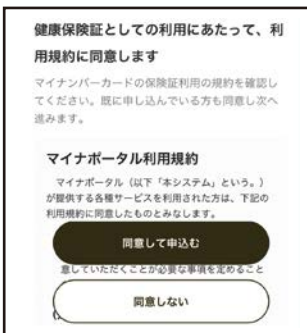 健康保険証としての利用にあたって、利
用規約に同意します
マイナンバーカードの保険証利用の規約を確認し
てください。既に申し込んでいる方も同意し次へ
進みます。
マイナポータル利用規約
マイナポータル（以下「本システム」という。）
が提供する各種サービスを利用された方は、下記の
利用規約に同意したものとみなします。
同意して申込む
意していただくことが必要な事項を定めること
同意しない